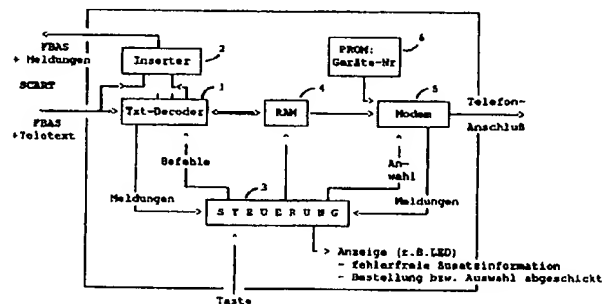 FBAS
+ Meldungen
SCART
FBAS
+Teletext
Inserter
2
PROM:
Geräte-Nr
6
Txt-Decoder
1
RAM
4
Modem
5
Telefon-
Anschluß
Befehle
An-
wahl
Meldungen
3
STEUERUNG
Meldungen
Anzeige (z.B.LED)
- fehlerfreie Zusatzinformation
- Bestellung bzw. Auswahl abgeschickt
Taste